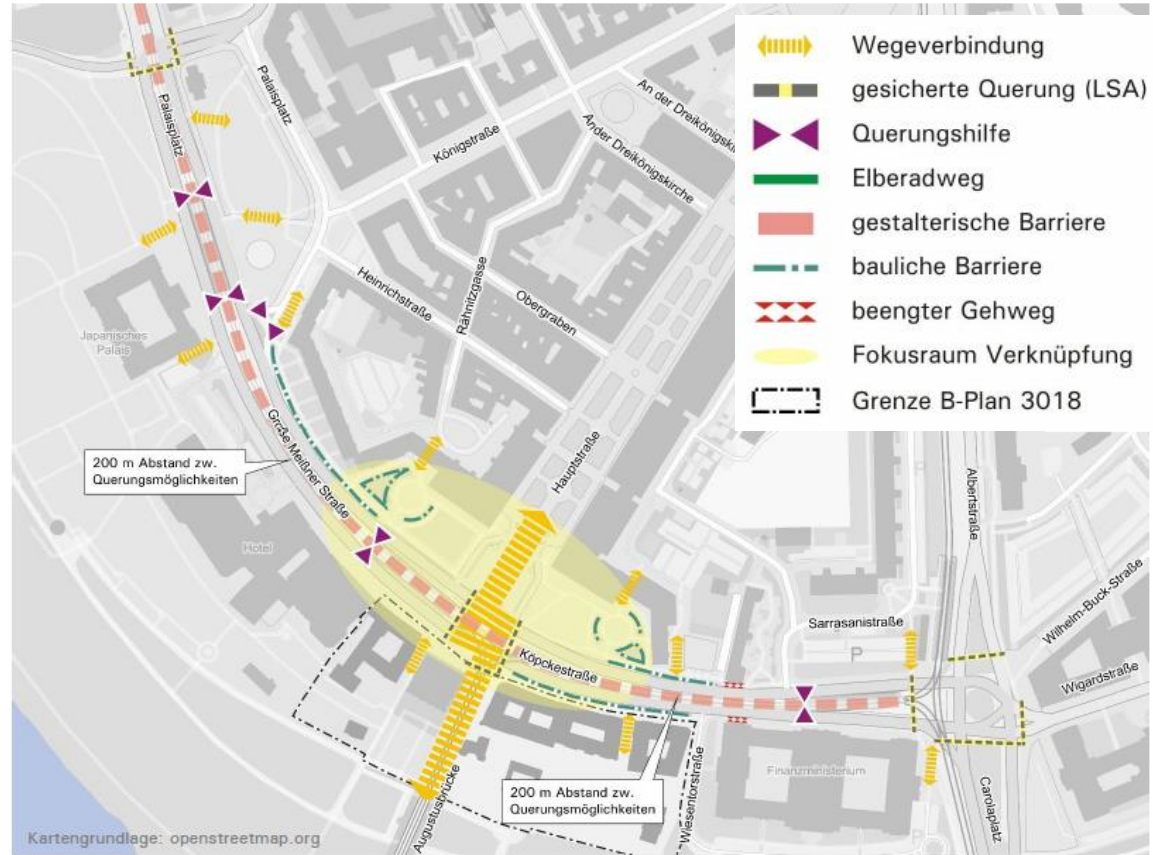 Wegeverbindung
gesicherte Querung (LSA)
Querungshilfe
Elberadweg
gestalterische Barriere
bauliche Barriere
beengter Gehweg
Fokusraum Verknüpfung
Grenze B-Plan 3018
Palaisplatz
Palaisplatz
Königstraße
An der Dreikönigski
An der Dreikönigskirche
Rähnitzgasse
Heinrichstraße
Obergraben
Japanisches
Palais
Große Meißner Straße
Hauptstraße
200 m Abstand zw.
Querungsmöglichkeiten
Hotel
Albertstraße
Wilhelm-Buck-Straße
Sarrasanistraße
P
Wigardstraße
Köpckestraße
Finanzministerium
200 m Abstand zw.
Querungsmöglichkeiten
Wiesentorstraße
Carolaplatz
Augustusbrücke
P
Kartengrundlage: openstreetmap.org